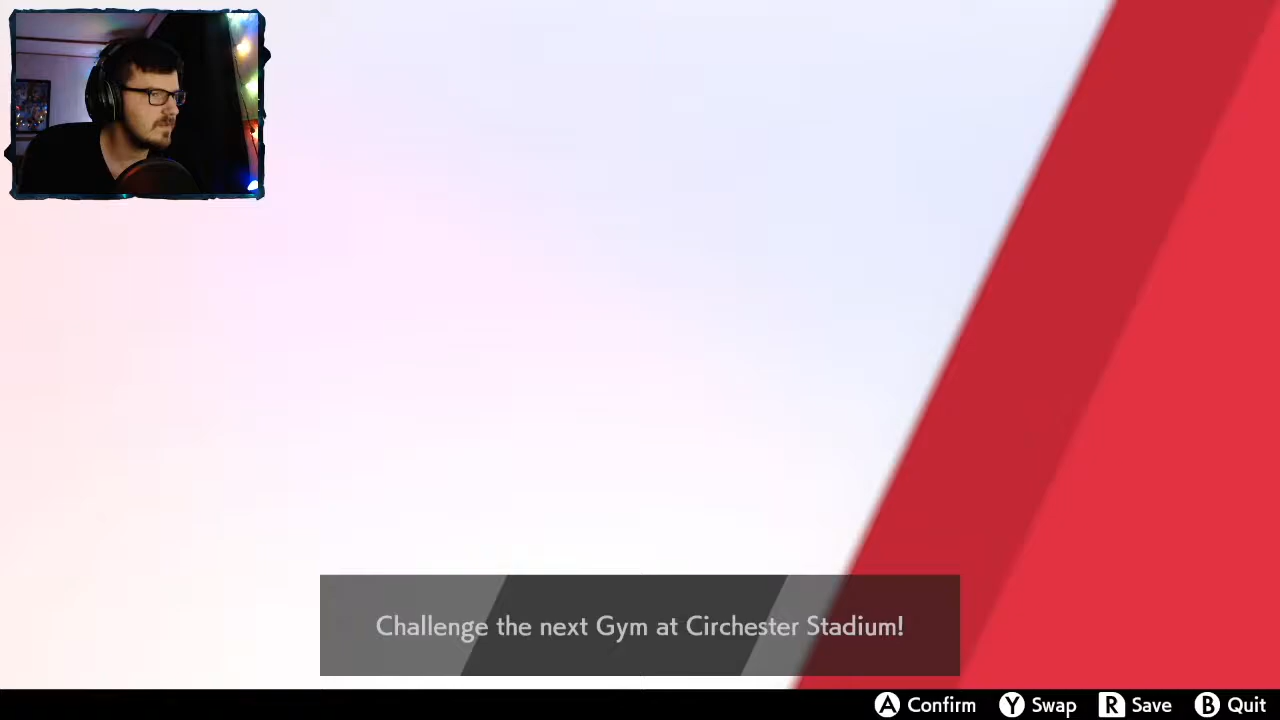 Challenge the next Gym at Circhester Stadium!
A Confirm Y Swap R Save B Quit